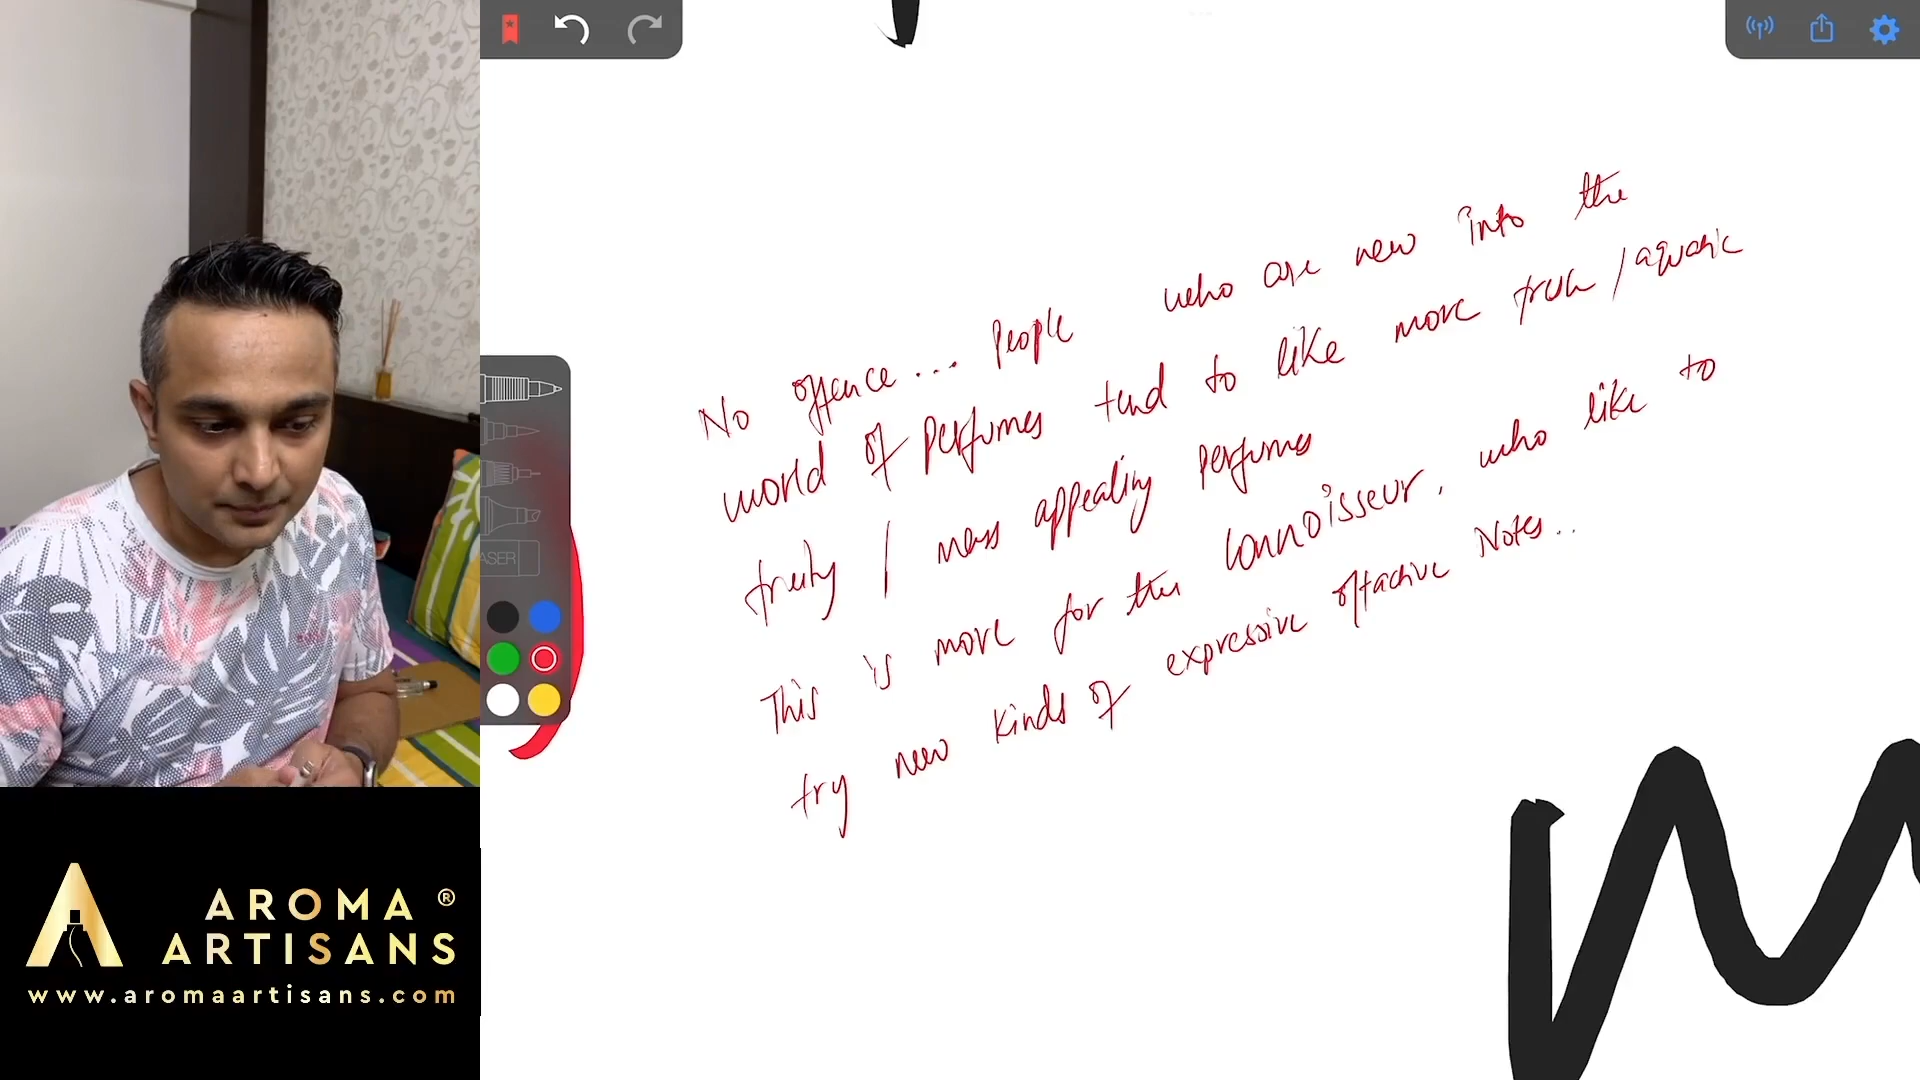 No offence... People who are new into the
world of Perfumes tend to like more fresh / aquatic
fruity / mass appealing Perfumes
This is more for the Connoisseur. who like to
try new kinds of expressive olfactive Notes..
ASER
AROMA ®
ARTISANS
www.aromaartisans.com